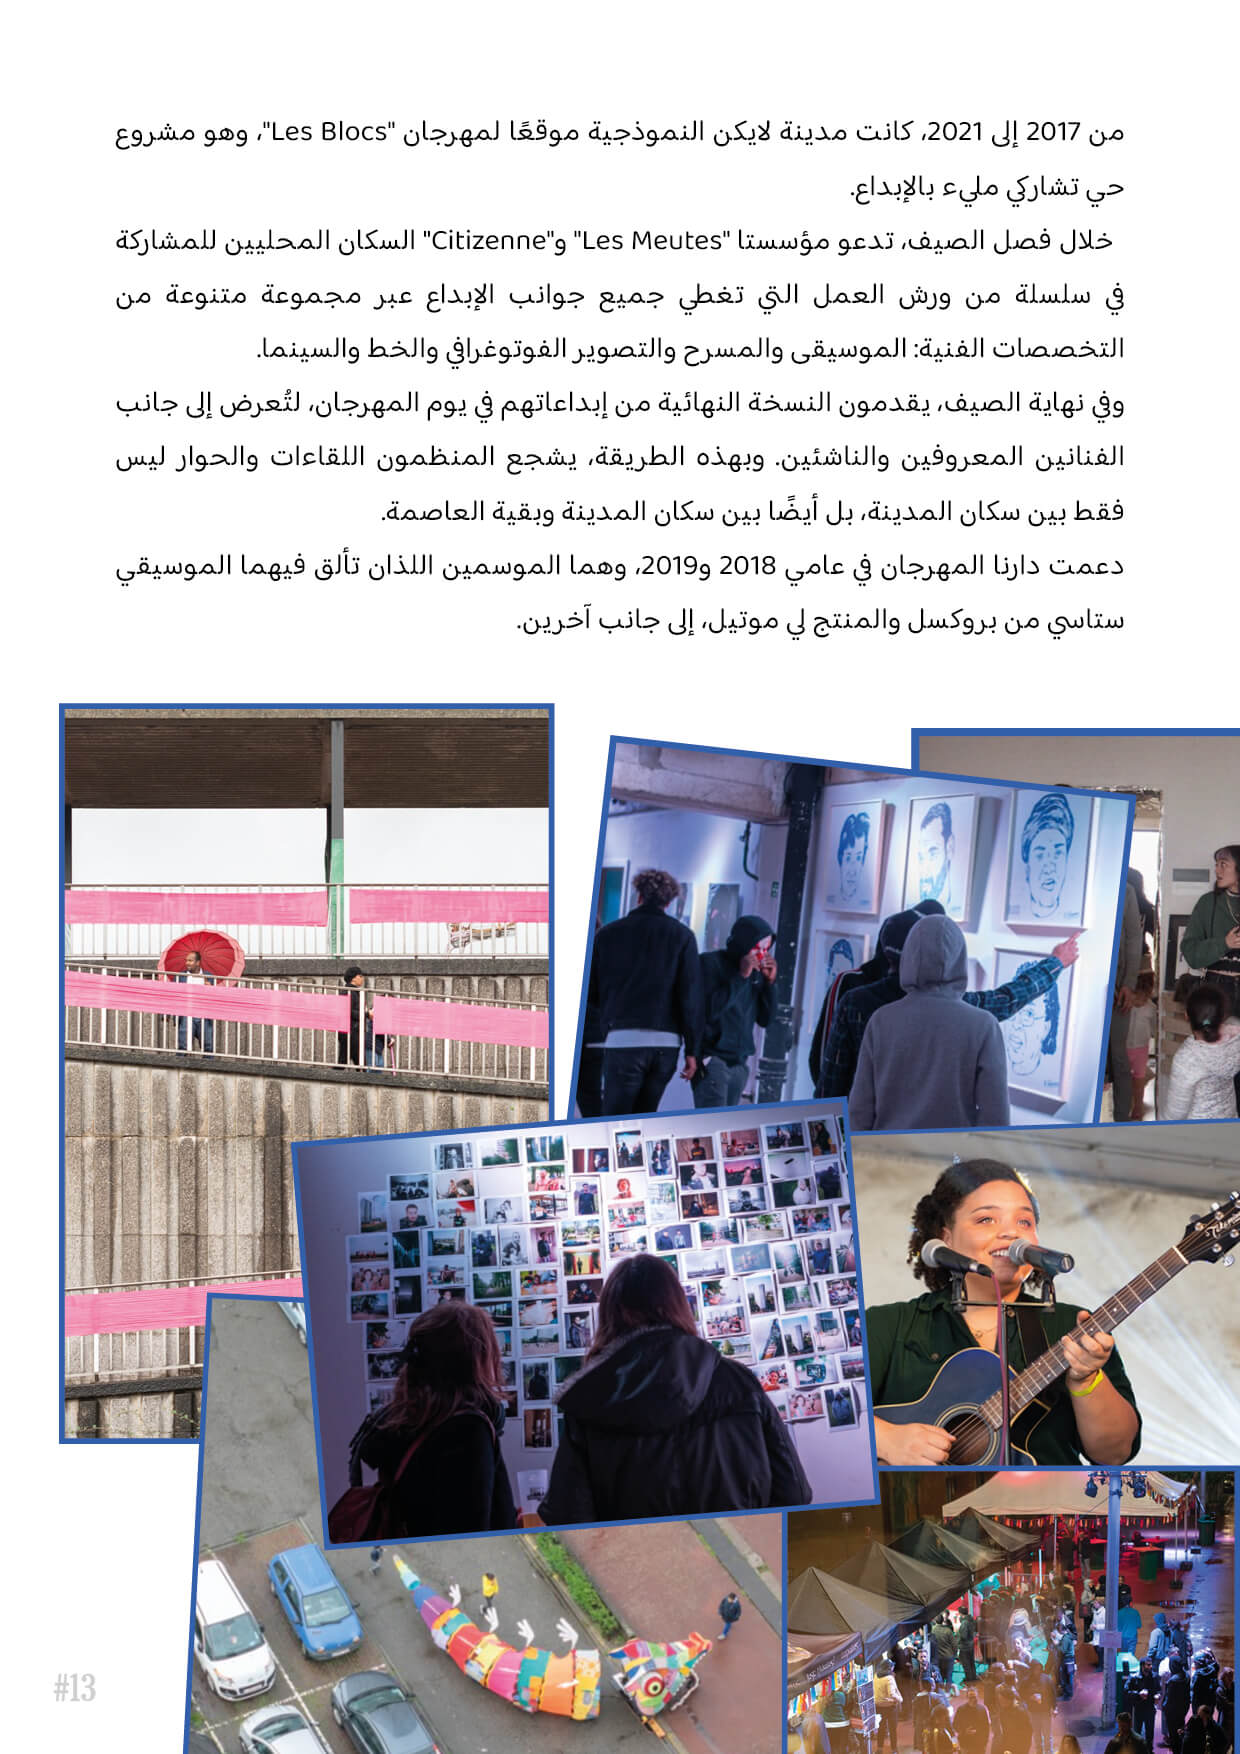 من 2017 إلى 2021، كانت مدينة لايكن النموذجية موقعًا لمهرجان "Les Blocs"، وهو مشروع
حي تشاركي مليء بالإبداع.
خلال فصل الصيف، تدعو مؤسستا "Les Meutes" و"Citizenne" السكان المحليين للمشاركة
في سلسلة من ورش العمل التي تغطي جميع جوانب الإبداع عبر مجموعة متنوعة من
التخصصات الفنية: الموسيقى والمسرح والتصوير الفوتوغرافي والخط والسينما.
وفي نهاية الصيف، يقدمون النسخة النهائية من إبداعاتهم في يوم المهرجان، لتُعرض إلى جانب
الفنانين المعروفين والناشئين. وبهذه الطريقة، يشجع المنظمون اللقاءات والحوار ليس
فقط بين سكان المدينة، بل أيضًا بين سكان المدينة وبقية العاصمة.
دعمت دارنا المهرجان في عامي 2018 و2019، وهما الموسمين اللذان تألق فيهما الموسيقي
ستاسي من بروكسل والمنتج لي موتيل، إلى جانب آخرين.
#13